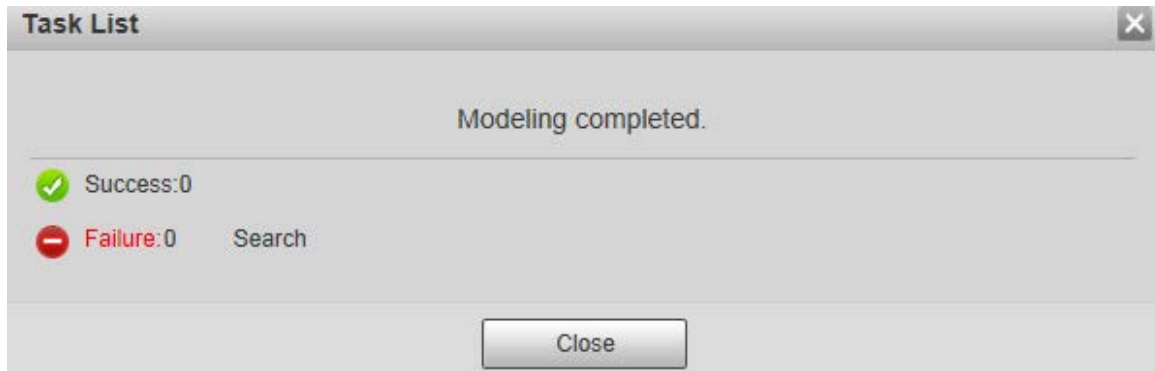 Task List
Modeling completed.
Success:0
Failure:0 Search
Close